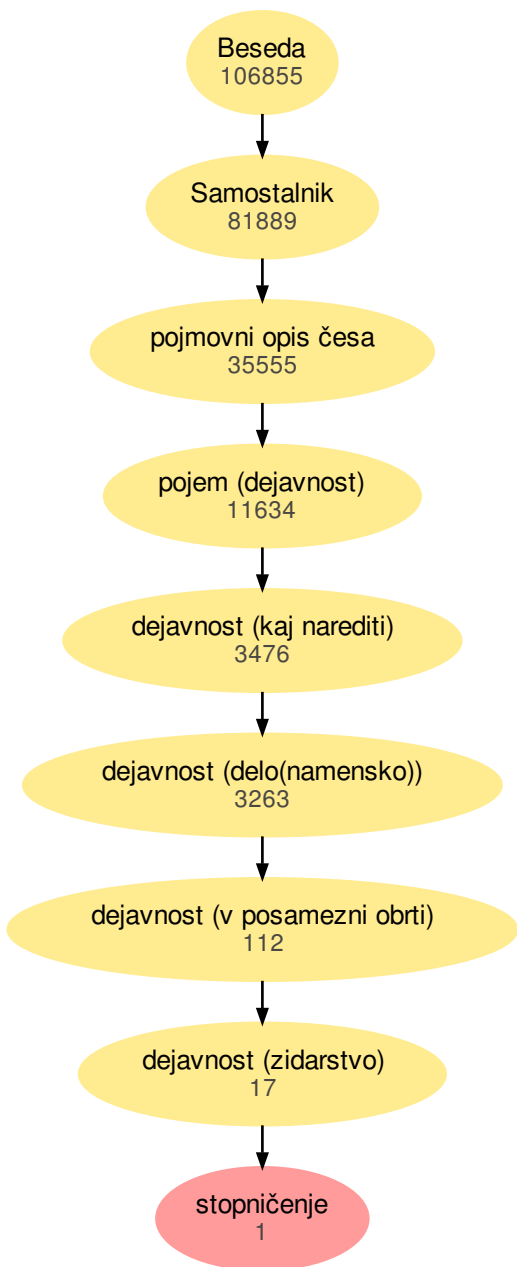 Beseda
106855
Samostalnik
81889
pojmovni opis česa
35555
pojem (dejavnost)
11634
dejavnost (kaj narediti)
3476
dejavnost (delo(namensko))
3263
dejavnost (v posamezni obrti)
112
dejavnost (zidarstvo)
17
stopničenje
1